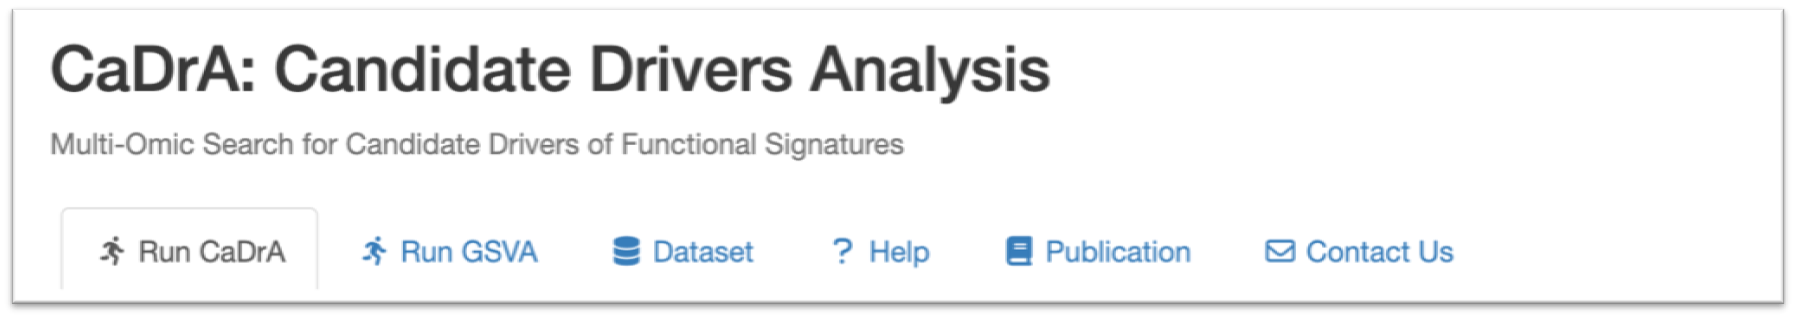 CaDrA: Candidate Drivers Analysis
Multi-Omic Search for Candidate Drivers of Functional Signatures
Run CaDrA Run GSVA Dataset ? Help Publication Contact Us